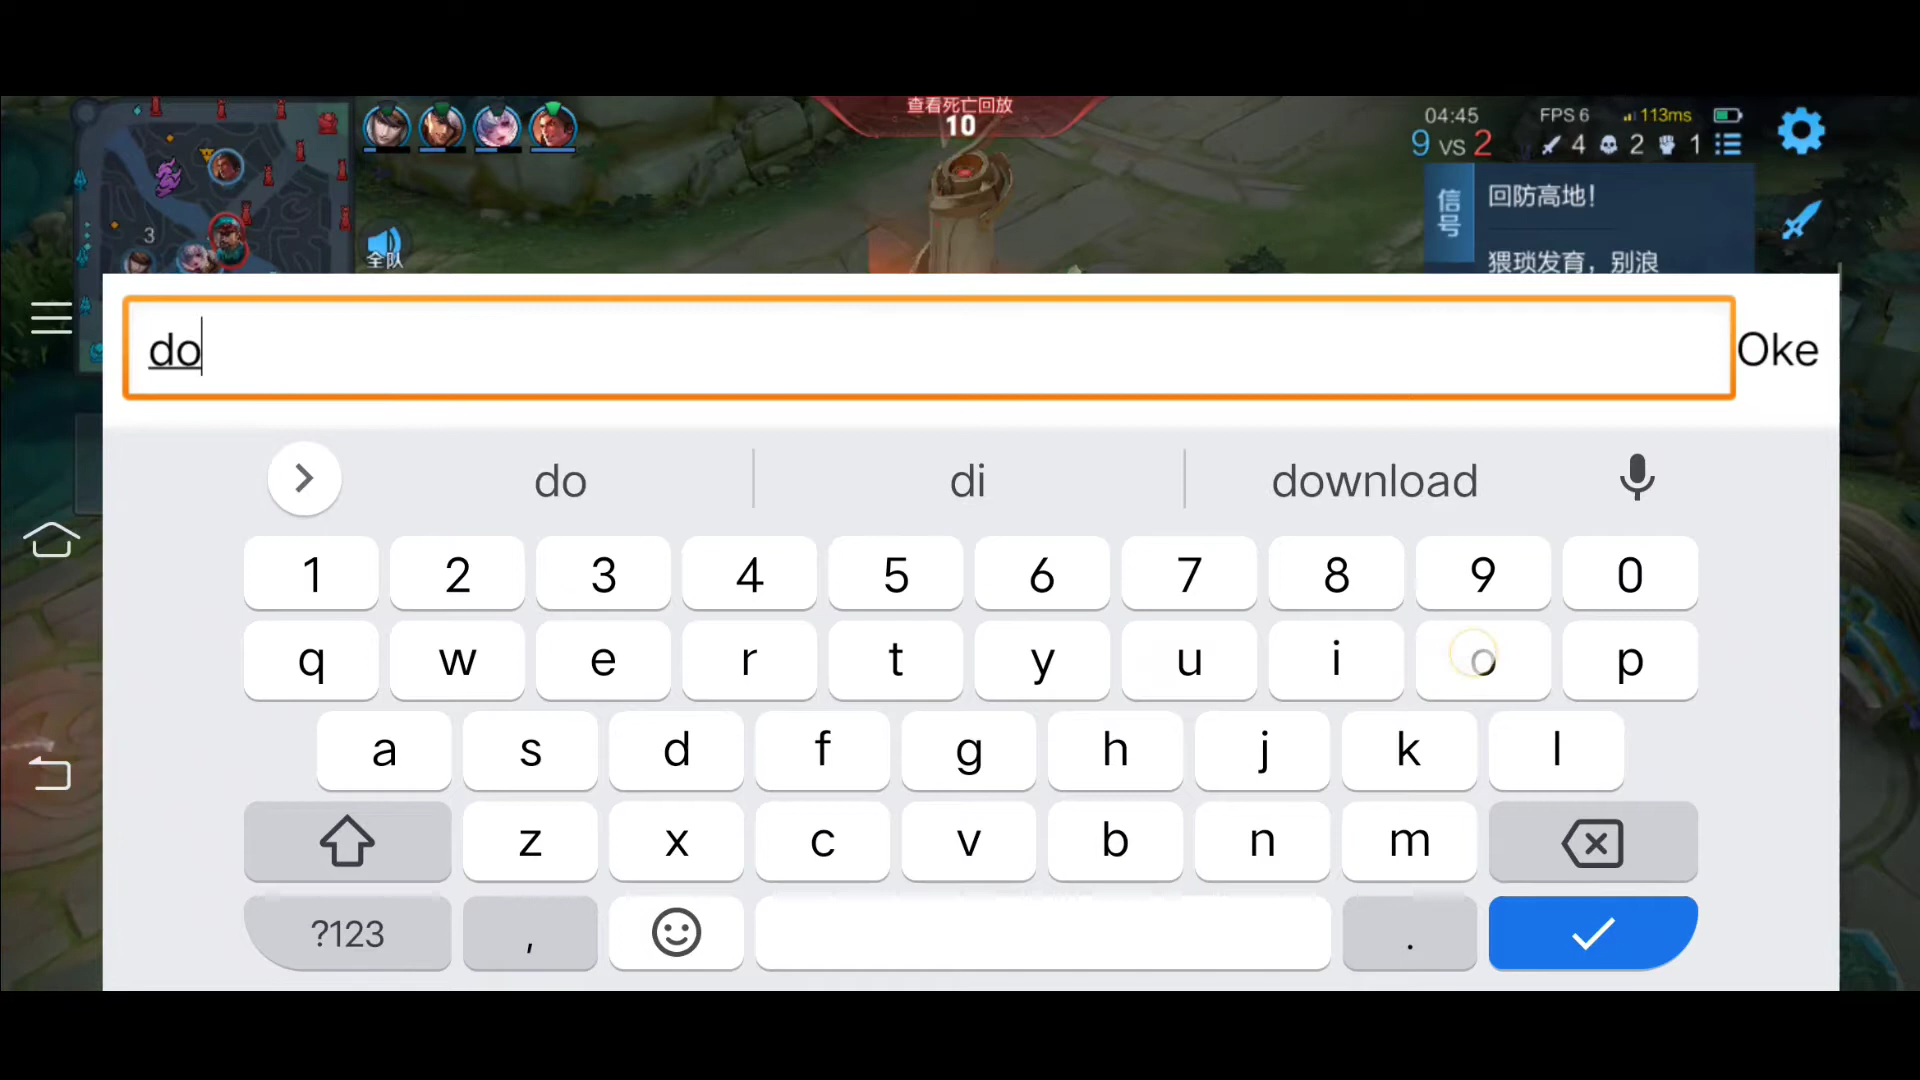 查看死亡回放
10
04:45 FPS 6 113ms
9 vs 2 4 2 1
信号
回防高地!
猥琐发育，别浪
3
全队
do
Oke
do di download
1 2 3 4 5 6 7 8 9 0
q w e r t y u i o p
a s d f g h j k l
z x c v b n m
?123 , .